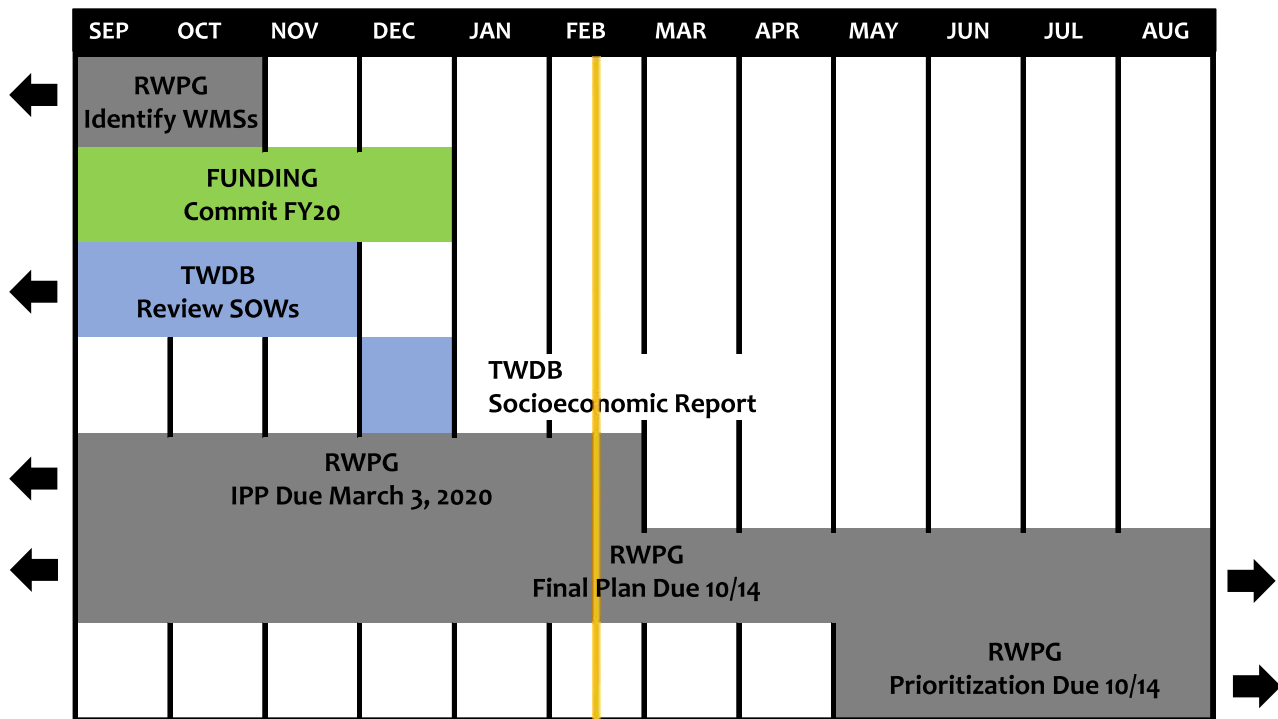 SEP OCT NOV DEC JAN FEB MAR APR MAY JUN JUL AUG
RWPG
Identify WMSs
FUNDING
Commit FY20
TWDB
Review SOWs
TWDB
Socioeconomic Report
RWPG
IPP Due March 3, 2020
RWPG
Final Plan Due 10/14
RWPG
Prioritization Due 10/14